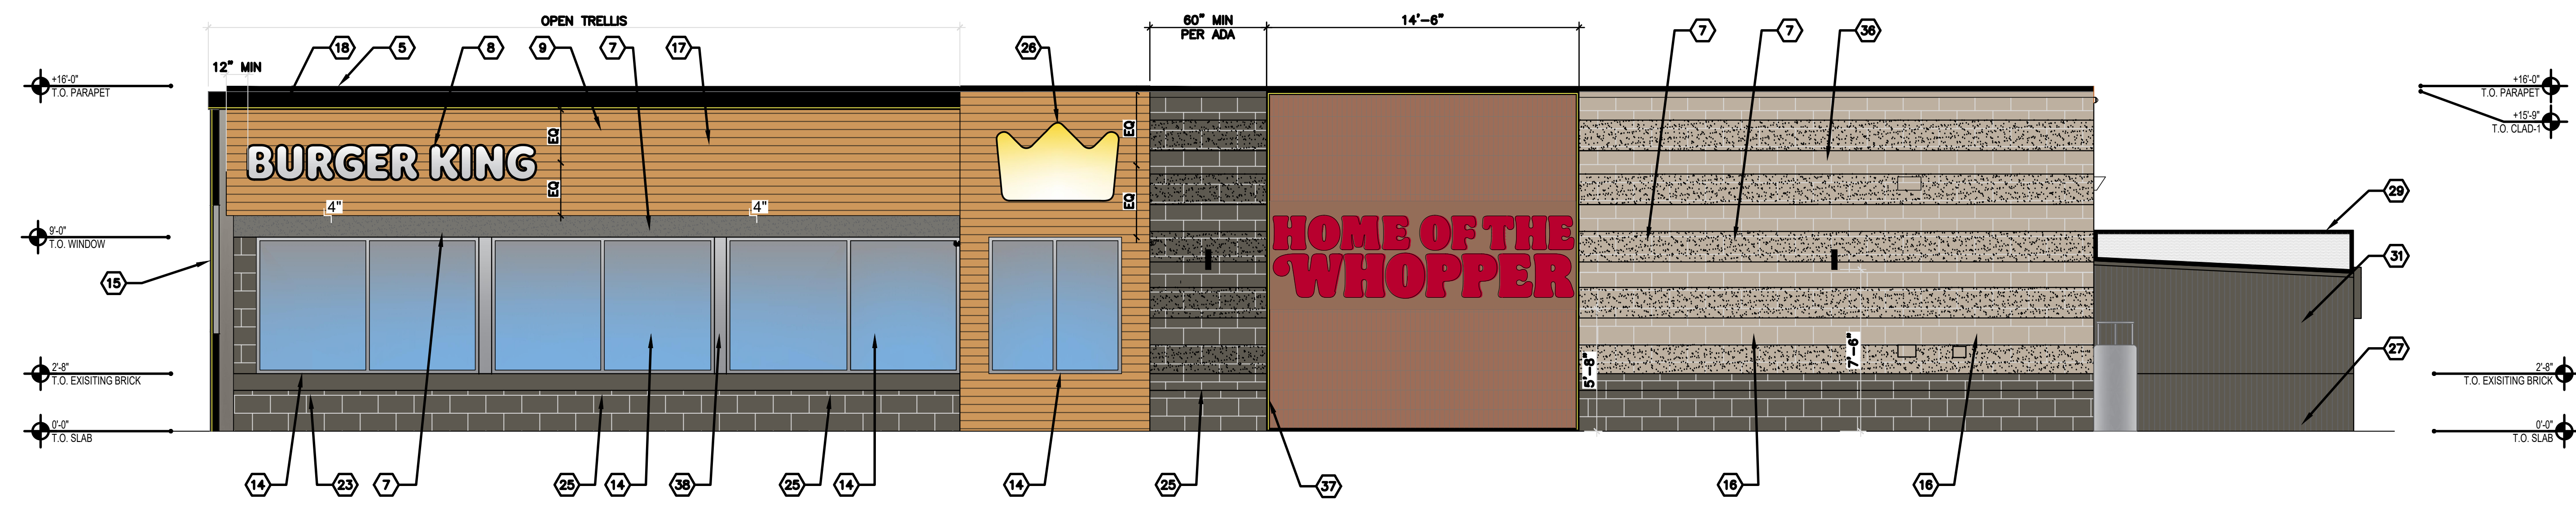 OPEN TRELLIS
60" MIN
PER ADA
14'-6"
18
5
8
9
7
17
26
7
7
36
12" MIN
+16'-0"
T.O. PARAPET
+16'-0"
T.O. PARAPET
+15'-9"
T.O. CLAD-1
EQ
EQ
BURGER KING
EQ
EQ
4"
4"
29
9'-0"
T.O. WINDOW
HOME OF THE
WHOPPER
31
15
7'-6"
5'-8"
27
2'-8"
T.O. EXISITING BRICK
2'-8"
T.O. EXISITING BRICK
0'-0"
T.O. SLAB
0'-0"
T.O. SLAB
14
23
7
25
14
38
25
14
14
25
37
16
16